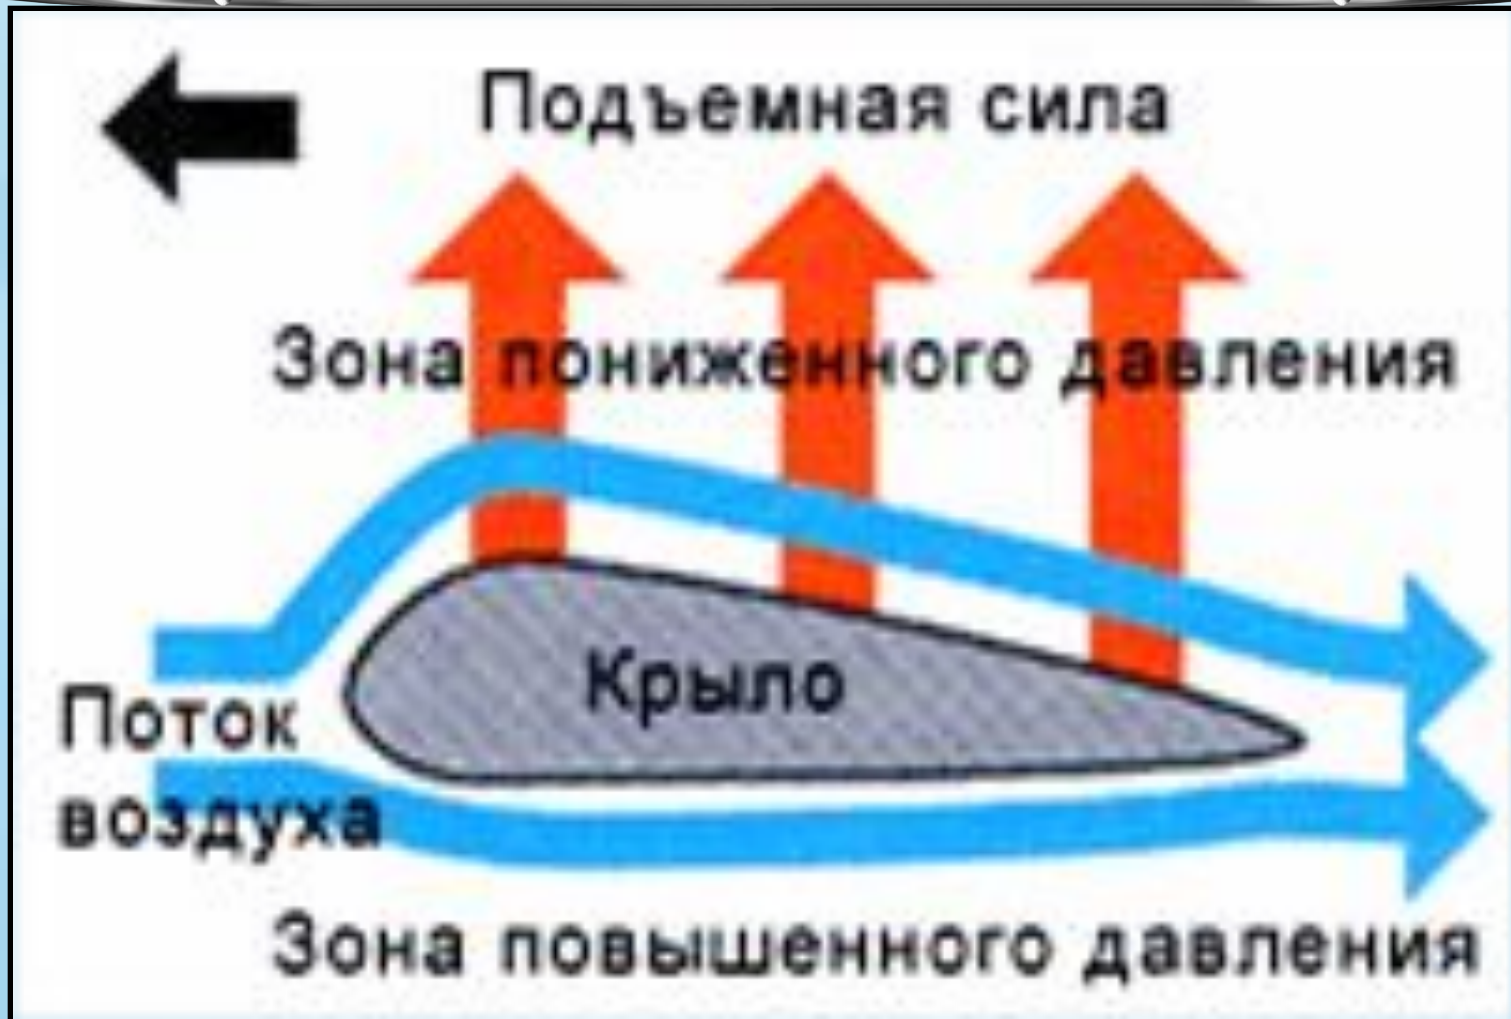 Подъемная сила
Зона пониженного давления
Крыло
Поток
воздуха
Зона повышенного давления